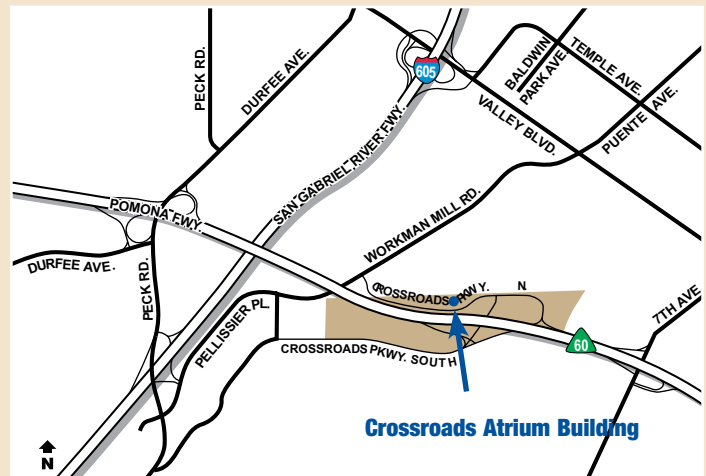 PECK RD.
DURFEE AVE.
605
BALDWIN
PARK AVE.
TEMPLE AVE.
PUENTE AVE.
VALLEY BLVD.
SAN GABRIEL RIVER FWY.
POMONA FWY.
WORKMAN MILL RD.
DURFEE AVE.
PECK RD.
PELLISSIER PL.
CROSSROADS PKWY. N
CROSSROADS PKWY. SOUTH
7TH AVE
60
Crossroads Atrium Building
N